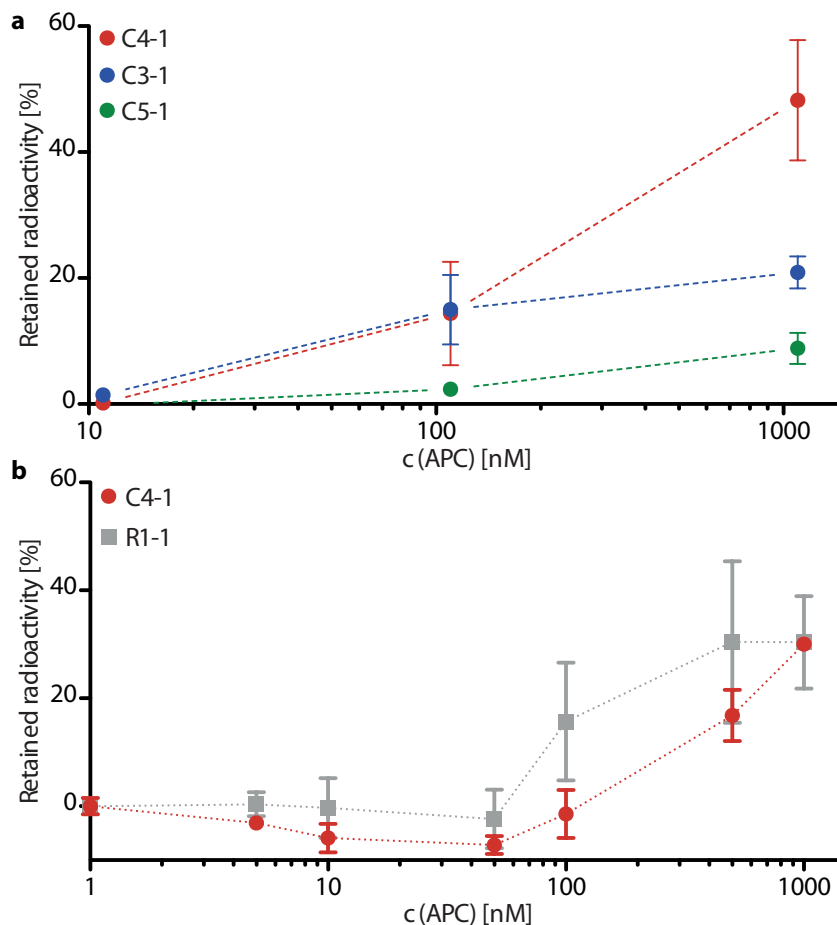 a
60
C4-1
C3-1
C5-1
40
20
0
Retained radioactivity [%]
10
100
1000
c (APC) [nM]
b
60
C4-1
R1-1
40
20
0
Retained radioactivity [%]
1
10
100
1000
c (APC) [nM]